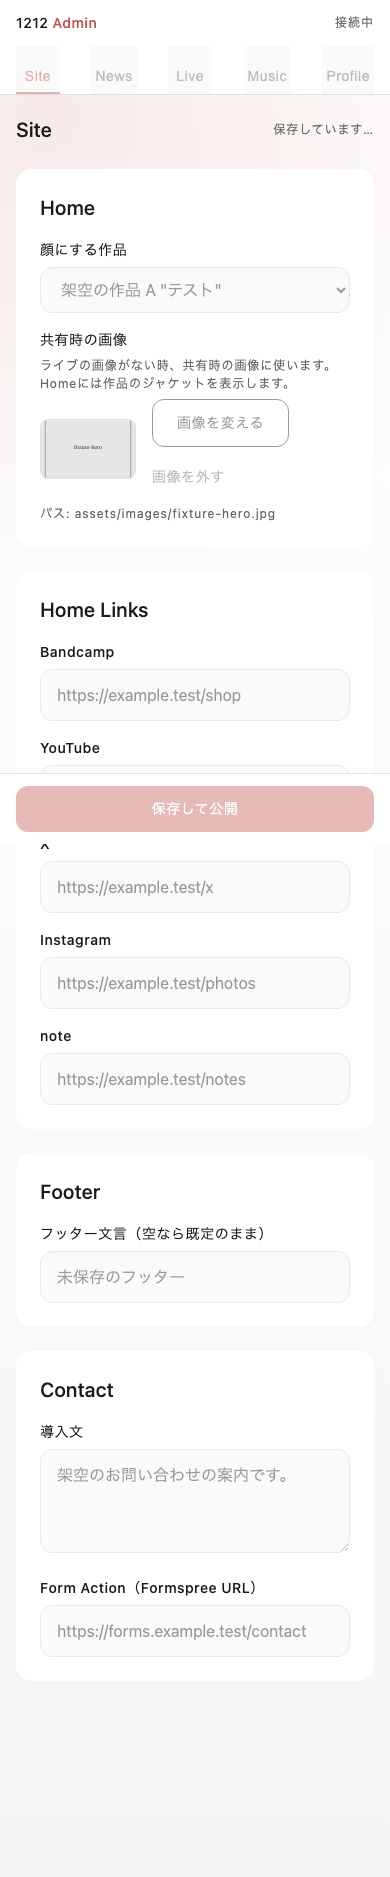 1212 Admin
接続中
Site
News
Live
Music
Profile
Site
保存しています…
Home
顔にする作品
架空の作品 A "テスト"
共有時の画像
ライブの画像がない時、共有時の画像に使います。
Homeには作品のジャケットを表示します。
fixture-hero
画像を変える
画像を外す
パス: assets/images/fixture-hero.jpg
Home Links
Bandcamp
https://example.test/shop
YouTube
保存して公開
https://example.test/x
Instagram
https://example.test/photos
note
https://example.test/notes
Footer
フッター文言（空なら既定のまま）
未保存のフッター
Contact
導入文
架空のお問い合わせの案内です。
Form Action（Formspree URL）
https://forms.example.test/contact